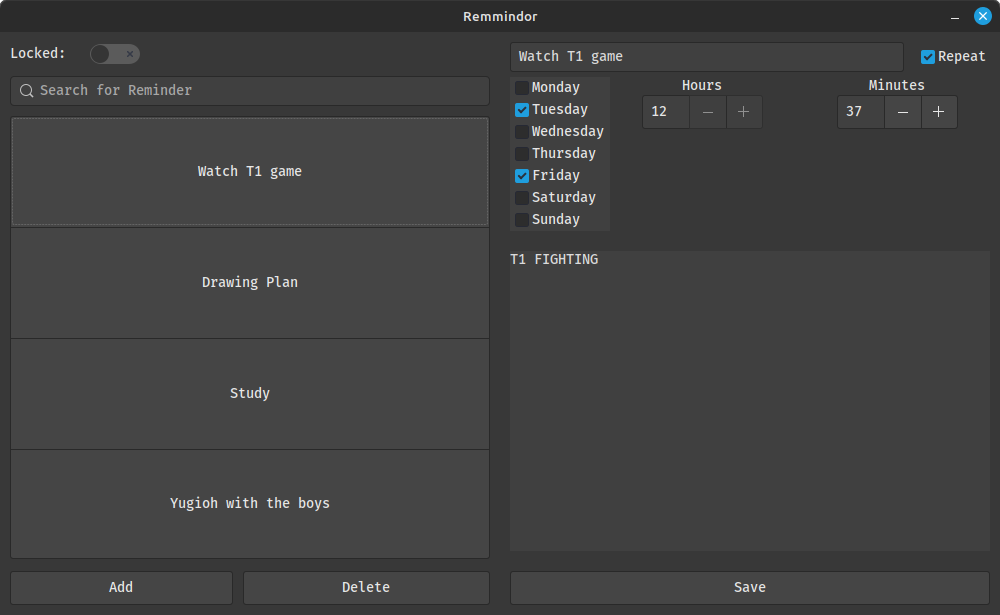 Remmindor
Locked:
Search for Reminder
Watch T1 game
Drawing Plan
Study
Yugioh with the boys
Add
Delete
Watch T1 game
Repeat
Monday
Tuesday
Wednesday
Thursday
Friday
Saturday
Sunday
Hours
12
Minutes
37
T1 FIGHTING
Save